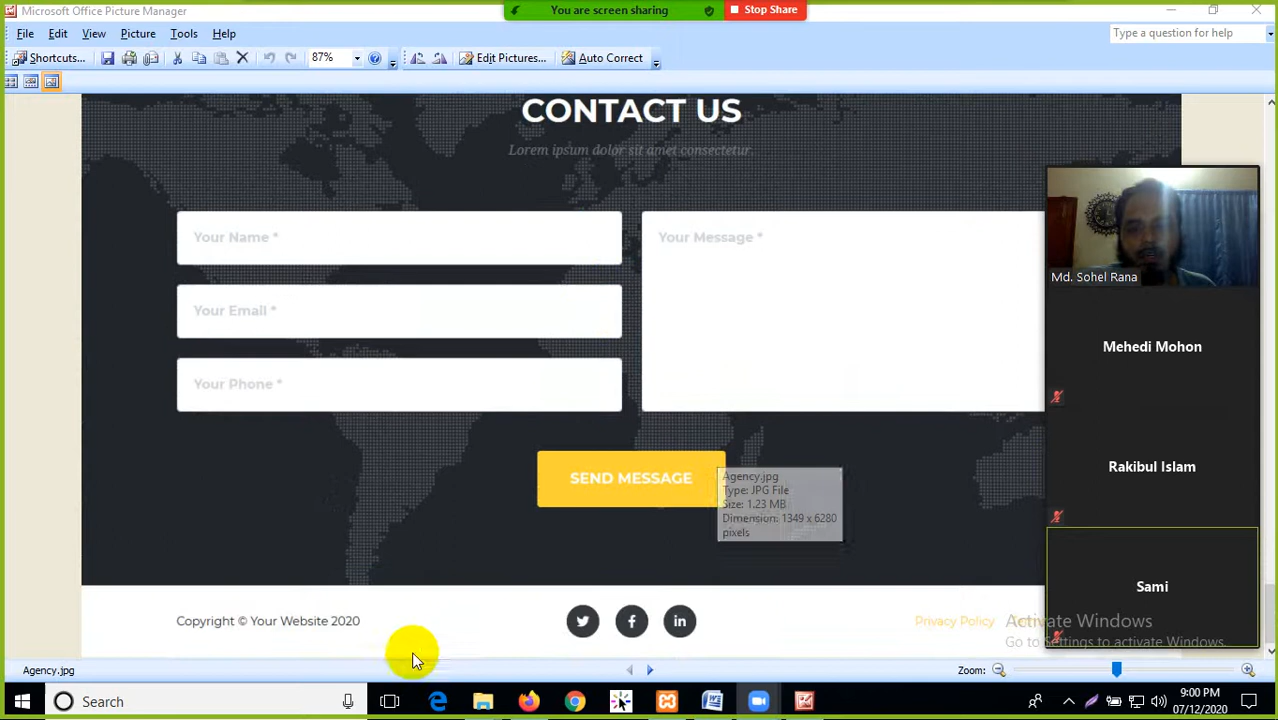 Microsoft Office Picture Manager
You are screen sharing
Stop Share
File Edit View Picture Tools Help
Type a question for help
Shortcuts...
87%
Edit Pictures...
Auto Correct
CONTACT US
Lorem ipsum dolor sit amet consectetur.
Your Name *
Your Message *
Your Email *
Your Phone *
SEND MESSAGE
Agency.jpg
Type: JPG File
Size: 1.23 MB
Dimension: 1349 x 6280
pixels
Md. Sohel Rana
Mehedi Mohon
Rakibul Islam
Sami
Copyright © Your Website 2020
Privacy Policy
Activate Windows
Go to Settings to activate Windows.
Agency.jpg
Zoom:
Search
9:00 PM
07/12/2020